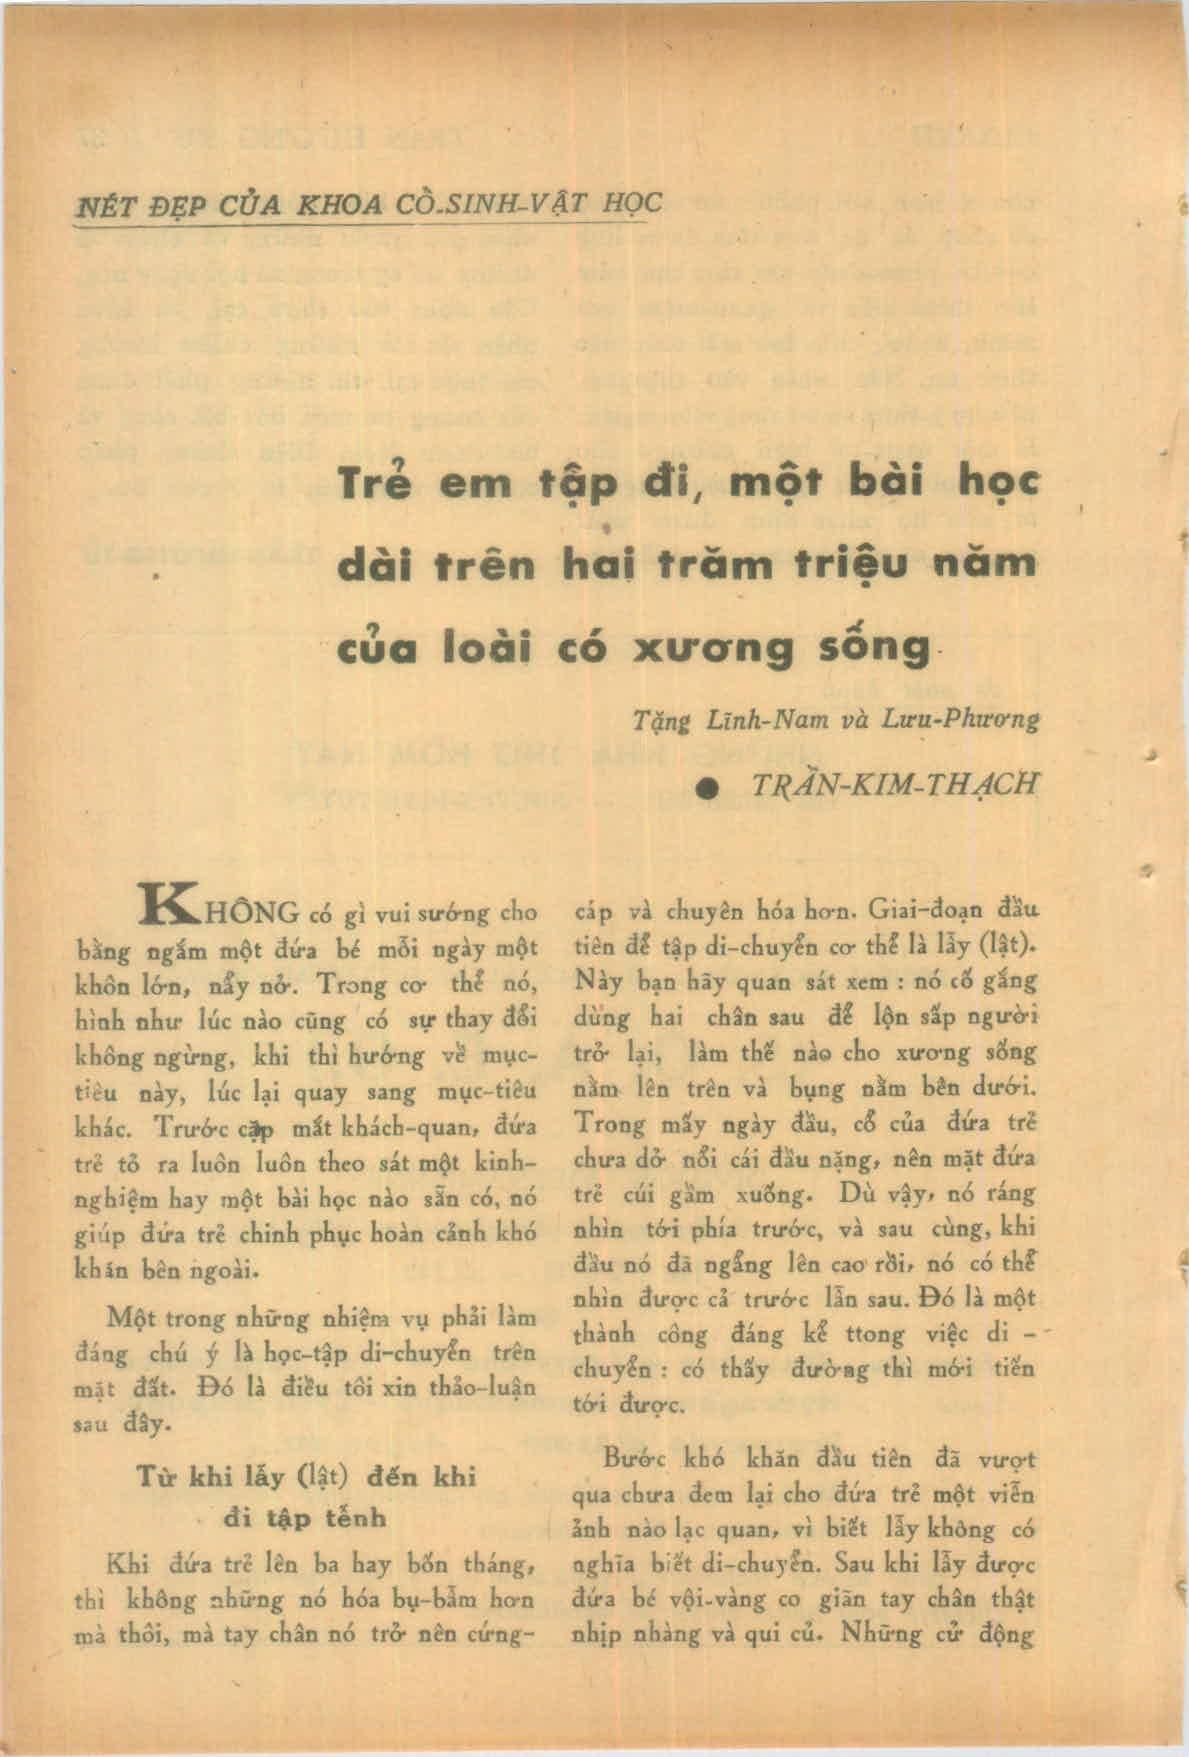 NÉT ĐẸP CỦA KHOA CỒ-SINH-VẬT HỌC
Trẻ em tập đi, một bài học
dài trên hai trăm triệu năm
của loài có xương sống
Tặng Lĩnh-Nam và Lưu-Phương
● TRẦN-KIM-THẠCH
KHÔNG có gì vui sướng cho
bằng ngắm một đứa bé mỗi ngày một
khôn lớn, nẩy nở. Trong cơ thể nó,
hình như lúc nào cũng có sự thay đổi
không ngừng, khi thì hướng về mục-
tiêu này, lúc lại quay sang mục-tiêu
khác. Trước cặp mắt khách-quan, đứa
trẻ tỏ ra luôn luôn theo sát một kinh-
nghiệm hay một bài học nào sẵn có, nó
giúp đứa trẻ chinh phục hoàn cảnh khó
khăn bên ngoài.
Một trong những nhiệm vụ phải làm
đáng chú ý là học-tập di-chuyển trên
mặt đất. Đó là điều tôi xin thảo-luận
sau đây.
Từ khi lẫy (lật) đến khi
đi tập tễnh
Khi đứa trẻ lên ba hay bốn tháng,
thì không những nó hóa bụ-bẫm hơn
mà thôi, mà tay chân nó trở nên cứng-
cáp và chuyên hóa hơn. Giai-đoạn đầu
tiên để tập di-chuyển cơ thể là lẫy (lật).
Này bạn hãy quan sát xem : nó cố gắng
dùng hai chân sau để lộn sấp người
trở lại, làm thế nào cho xương sống
nằm lên trên và bụng nằm bên dưới.
Trong mấy ngày đầu, cổ của đứa trẻ
chưa dở nổi cái đầu nặng, nên mặt đứa
trẻ cúi gầm xuống. Dù vậy, nó ráng
nhìn tới phía trước, và sau cùng, khi
đầu nó đã ngẩng lên cao rồi, nó có thể
nhìn được cả trước lẫn sau. Đó là một
thành công đáng kể ttong việc di -
chuyển : có thấy đường thì mới tiến
tới được.
Bước khó khăn đầu tiên đã vượt
qua chưa đem lại cho đứa trẻ một viễn
ảnh nào lạc quan, vì biết lẫy không có
nghĩa biết di-chuyển. Sau khi lẫy được
đứa bé vội-vàng co giãn tay chân thật
nhịp nhàng và qui củ. Những cử động